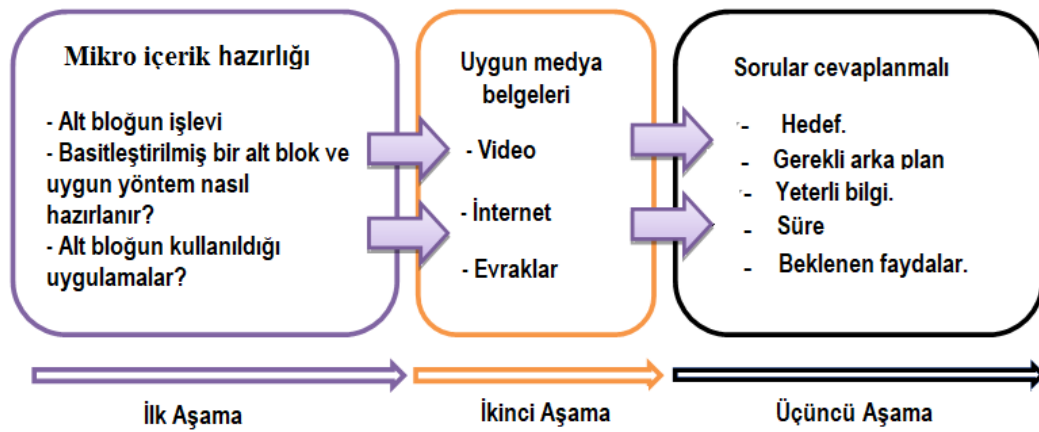 Mikro içerik hazırlığı
- Alt bloğun işlevi
- Basitleştirilmiş bir alt blok ve
uygun yöntem nasıl
hazırlanır?
- Alt bloğun kullanıldığı
uygulamalar?
Uygun medya
belgeleri
- Video
- İnternet
- Evraklar
Sorular cevaplanmalı
- Hedef.
- Gerekli arka plan
- Yeterli bilgi.
- Süre
- Beklenen faydalar.
İlk Aşama
İkinci Aşama
Üçüncü Aşama